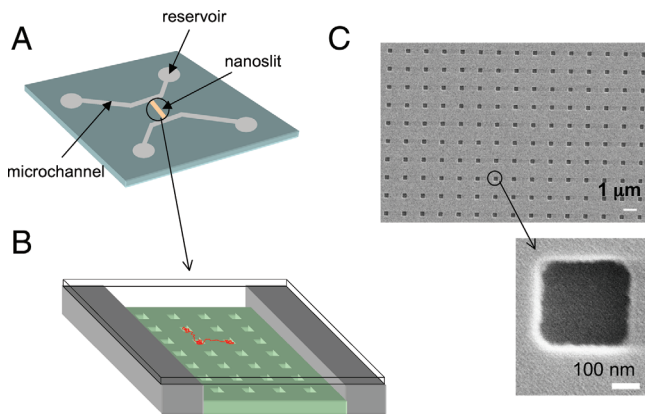 A
reservoir
nanoslit
microchannel
B
C
1 μm
100 nm